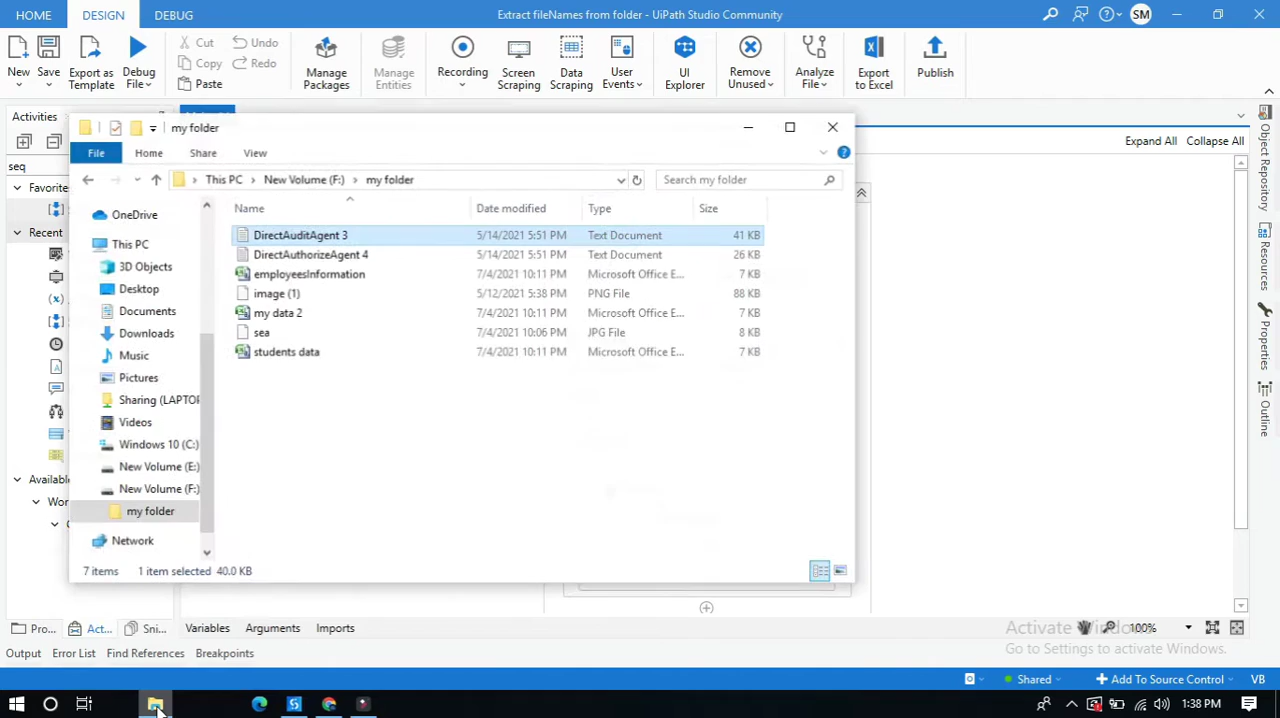 HOME DESIGN DEBUG Extract fileNames from folder - UiPath Studio Community SM
New Save Export as Template Debug File Cut Copy Paste Undo Redo Manage Packages Manage Entities Recording Screen Scraping Data Scraping User Events UI Explorer Remove Unused Analyze File Export to Excel Publish
Activities
my folder
Expand All Collapse All
File Home Share View
seq
This PC New Volume (F:) my folder Search my folder
Favorite
Recent
Name Date modified Type Size
OneDrive
This PC
3D Objects
Desktop
Documents
Downloads
Music
Pictures
Sharing (LAPTOP
Videos
Windows 10 (C:)
New Volume (E:)
New Volume (F:)
my folder
Network
DirectAuditAgent 3 5/14/2021 5:51 PM Text Document 41 KB
DirectAuthorizeAgent 4 5/14/2021 5:51 PM Text Document 26 KB
employeesInformation 7/4/2021 10:11 PM Microsoft Office E... 7 KB
image (1) 5/12/2021 5:38 PM PNG File 88 KB
my data 2 7/4/2021 10:11 PM Microsoft Office E... 7 KB
sea 7/4/2021 10:06 PM JPG File 8 KB
students data 7/4/2021 10:11 PM Microsoft Office E... 7 KB
Availab
Wor
7 items 1 item selected 40.0 KB
Object Repository
Resources
Properties
Outline
Pro... Act... Sni... Variables Arguments Imports 100%
Activate Windows
Go to Settings to activate Windows.
Output Error List Find References Breakpoints
Shared Add To Source Control VB
1:38 PM